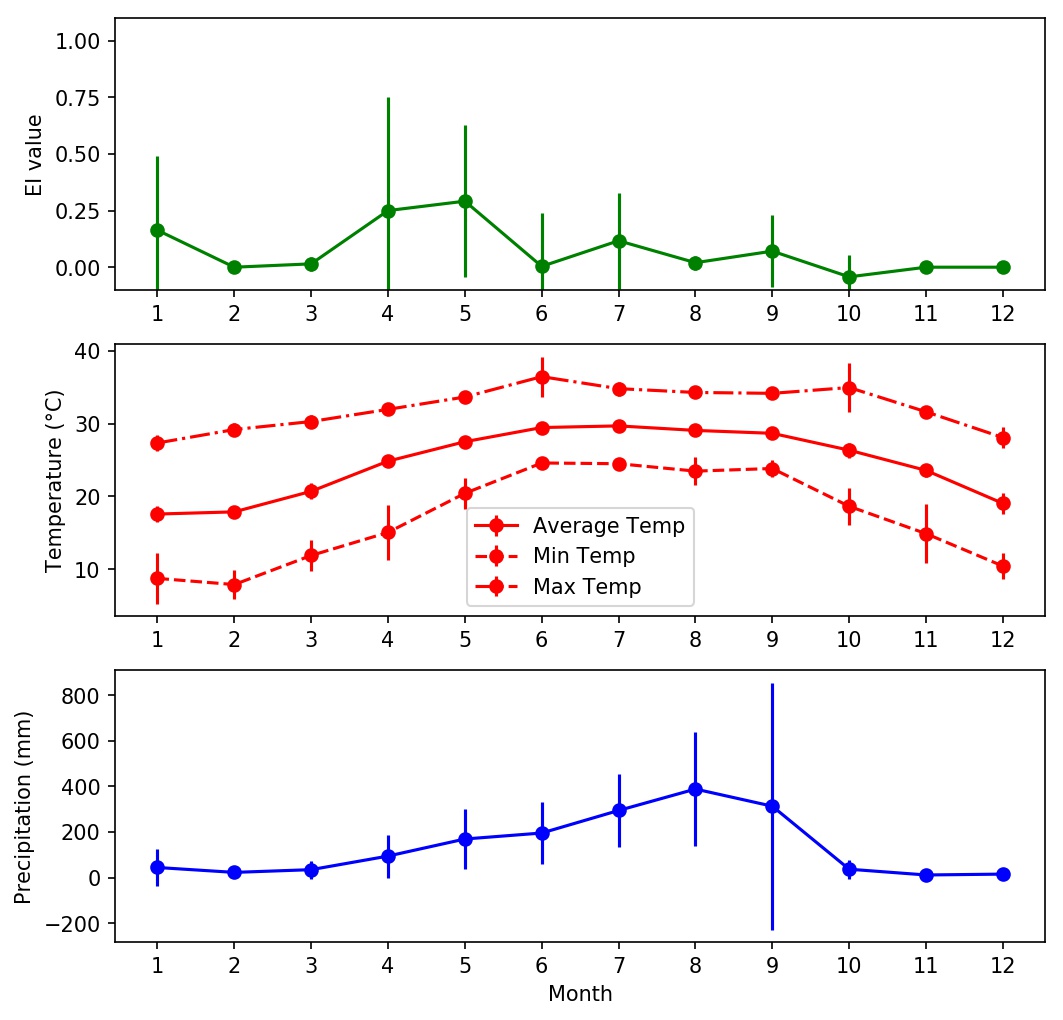 EI value
1.00
0.75
0.50
0.25
0.00
1 2 3 4 5 6 7 8 9 10 11 12
Temperature (°C)
40
30
20
10
Average Temp
Min Temp
Max Temp
1 2 3 4 5 6 7 8 9 10 11 12
Precipitation (mm)
800
600
400
200
0
−200
1 2 3 4 5 6 7 8 9 10 11 12
Month